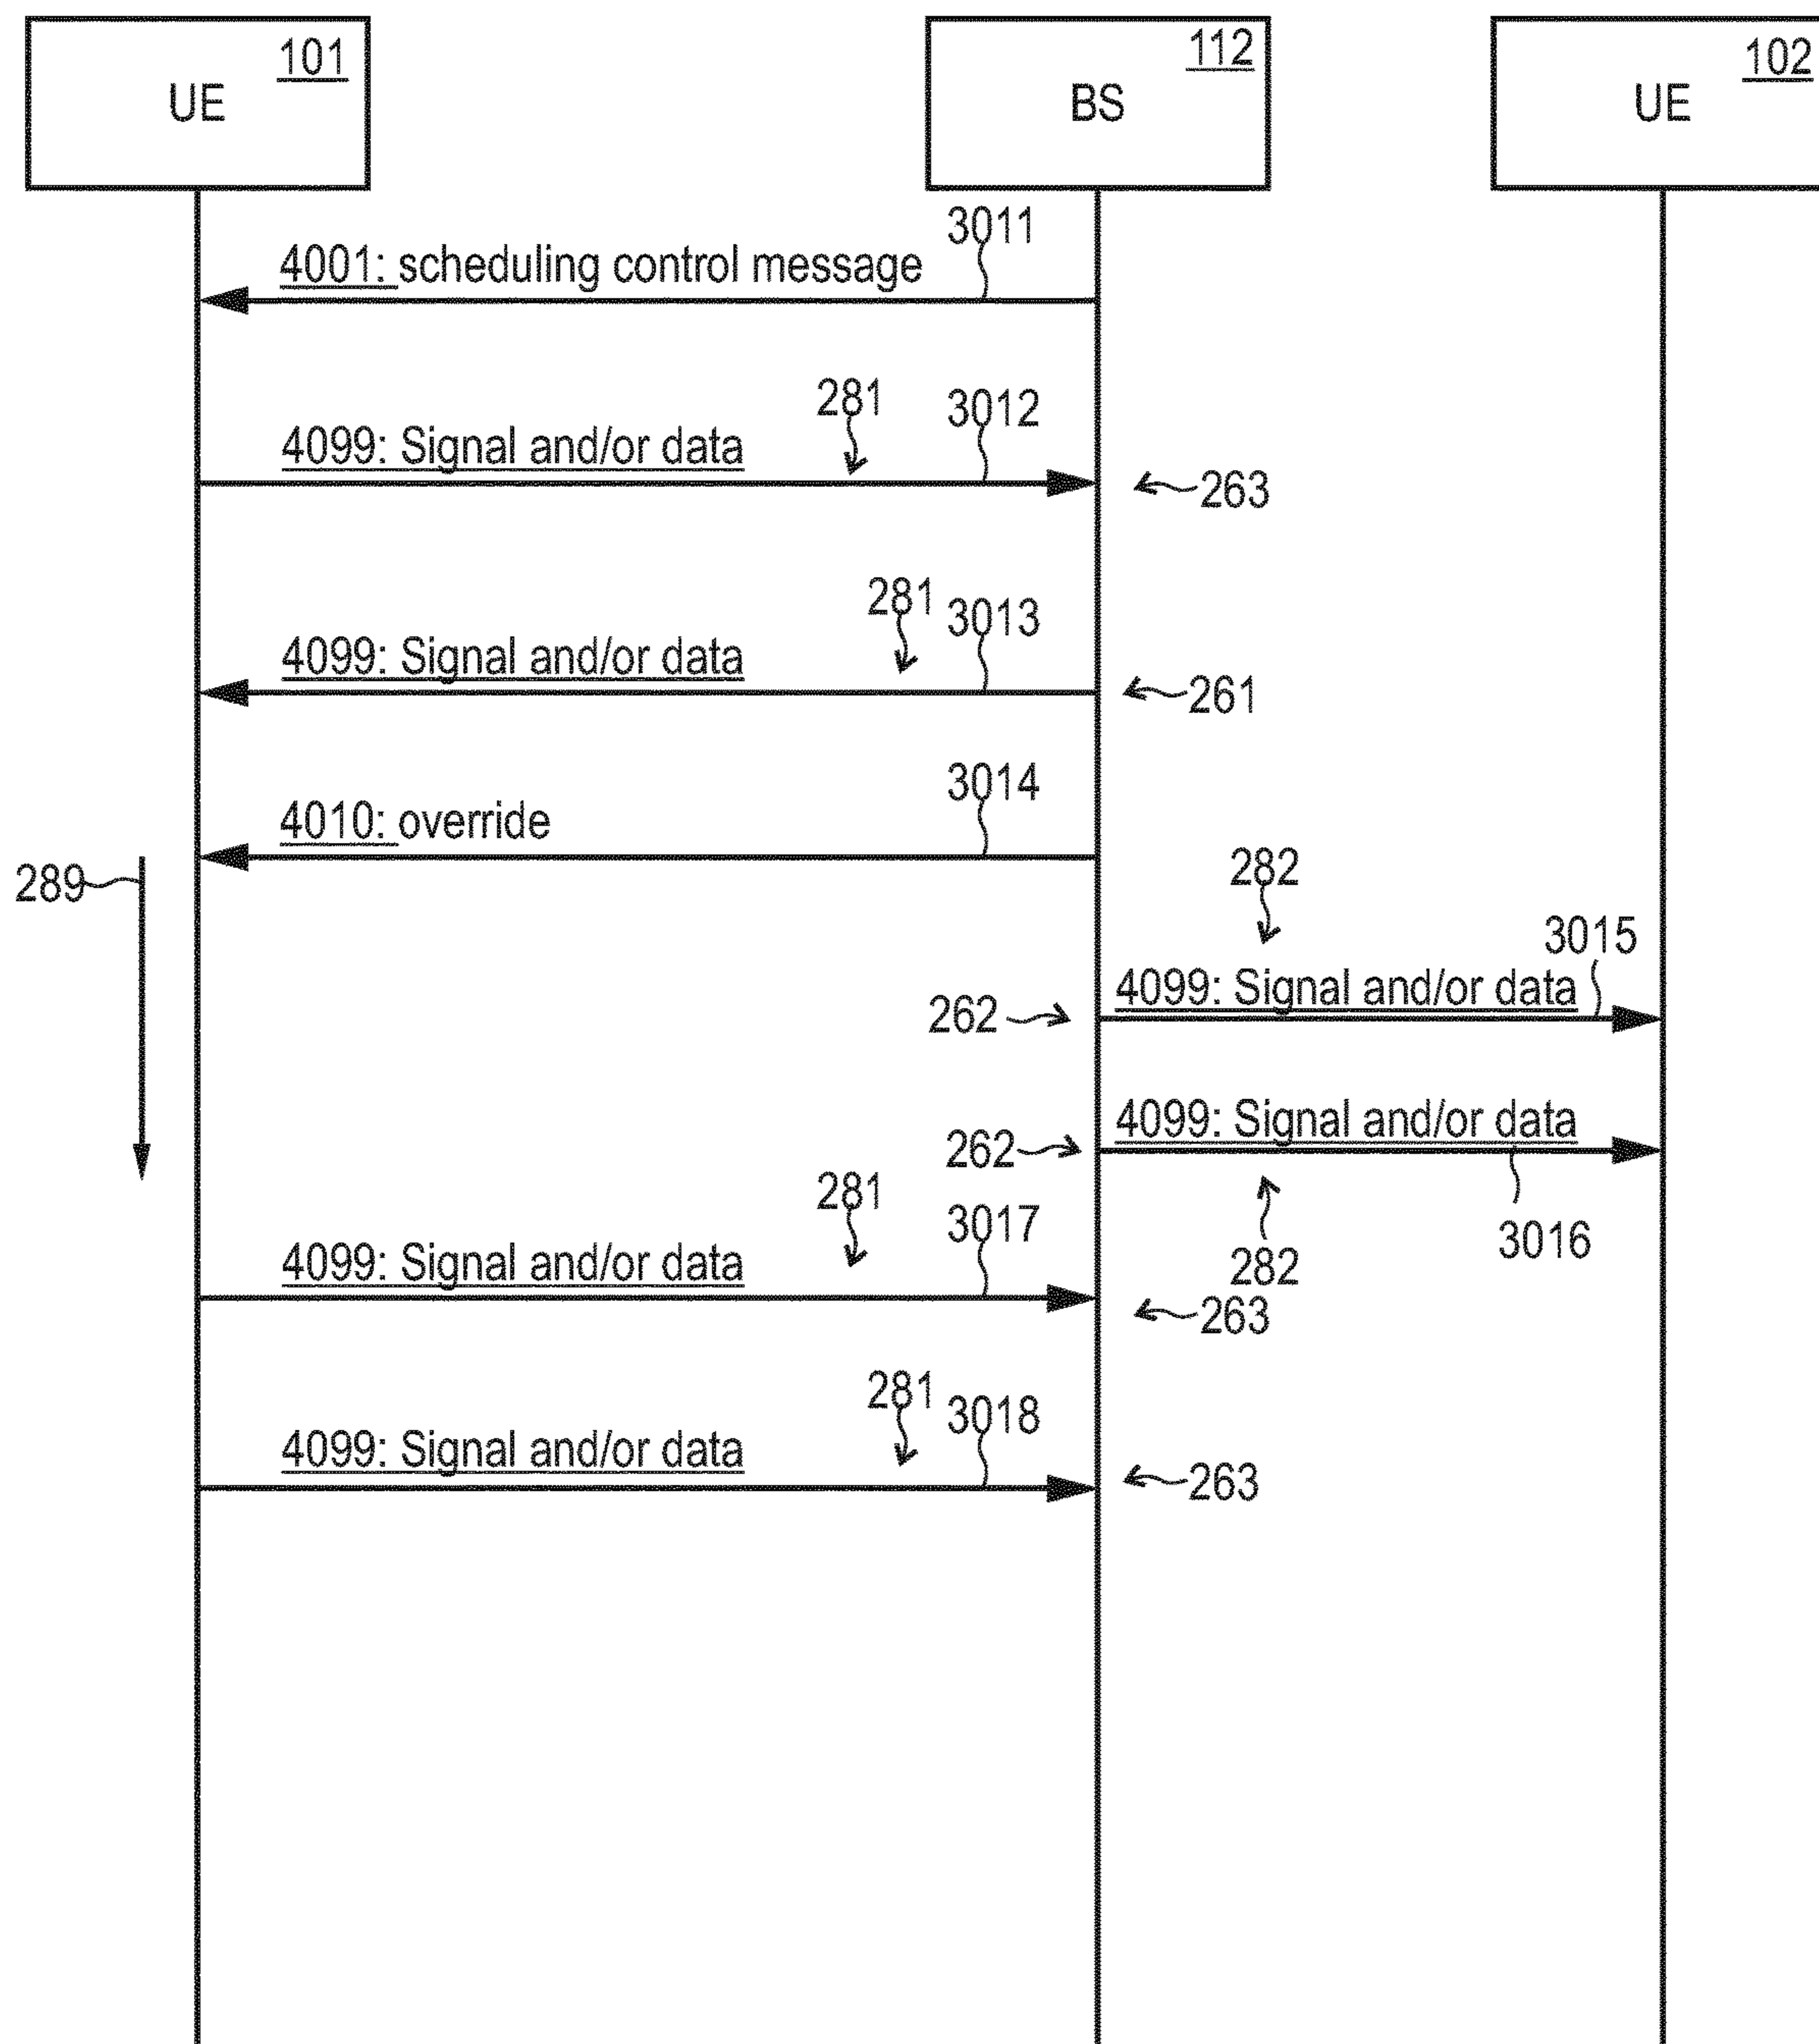 101
UE
112
BS
102
UE
3011
4001: scheduling control message
281
3012
4099: Signal and/or data
263
281
3013
4099: Signal and/or data
261
3014
4010: override
289
282
3015
4099: Signal and/or data
262
4099: Signal and/or data
262
281
3017
3016
4099: Signal and/or data
282
263
281
3018
4099: Signal and/or data
263